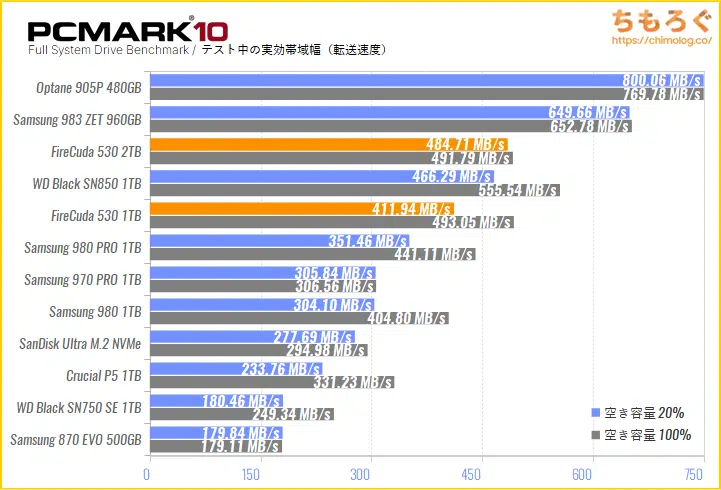 PCMARK®10
ちもろぐ
Full System Drive Benchmark / テスト中の実効帯域幅（転送速度）
https://chimolog.co/
Optane 905P 480GB
800.06 MB/s
769.78 MB/s
Samsung 983 ZET 960GB
649.66 MB/s
652.78 MB/s
FireCuda 530 2TB
484.71 MB/s
491.79 MB/s
WD Black SN850 1TB
466.29 MB/s
555.54 MB/s
FireCuda 530 1TB
411.94 MB/s
493.05 MB/s
Samsung 980 PRO 1TB
351.46 MB/s
441.11 MB/s
Samsung 970 PRO 1TB
305.84 MB/s
306.56 MB/s
Samsung 980 1TB
304.10 MB/s
404.80 MB/s
SanDisk Ultra M.2 NVMe
277.69 MB/s
294.98 MB/s
Crucial P5 1TB
233.76 MB/s
331.23 MB/s
WD Black SN750 SE 1TB
180.46 MB/s
249.34 MB/s
Samsung 870 EVO 500GB
179.84 MB/s
179.11 MB/s
空き容量 20%
空き容量 100%
0 150 300 450 600 750